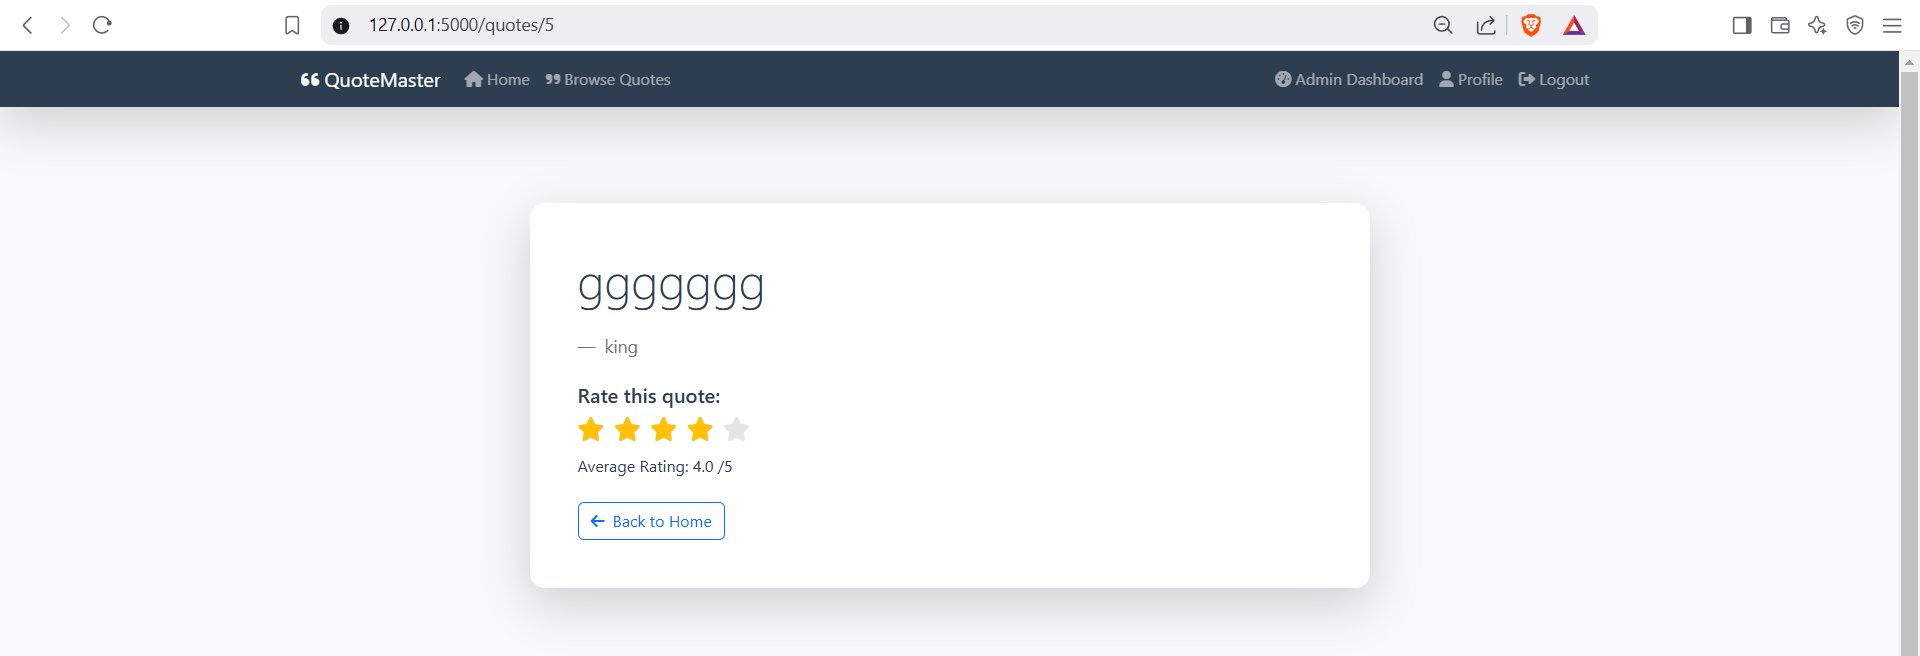 127.0.0.1:5000/quotes/5
QuoteMaster Home Browse Quotes Admin Dashboard Profile Logout
ggggggg
— king
Rate this quote:
Average Rating: 4.0 /5
Back to Home